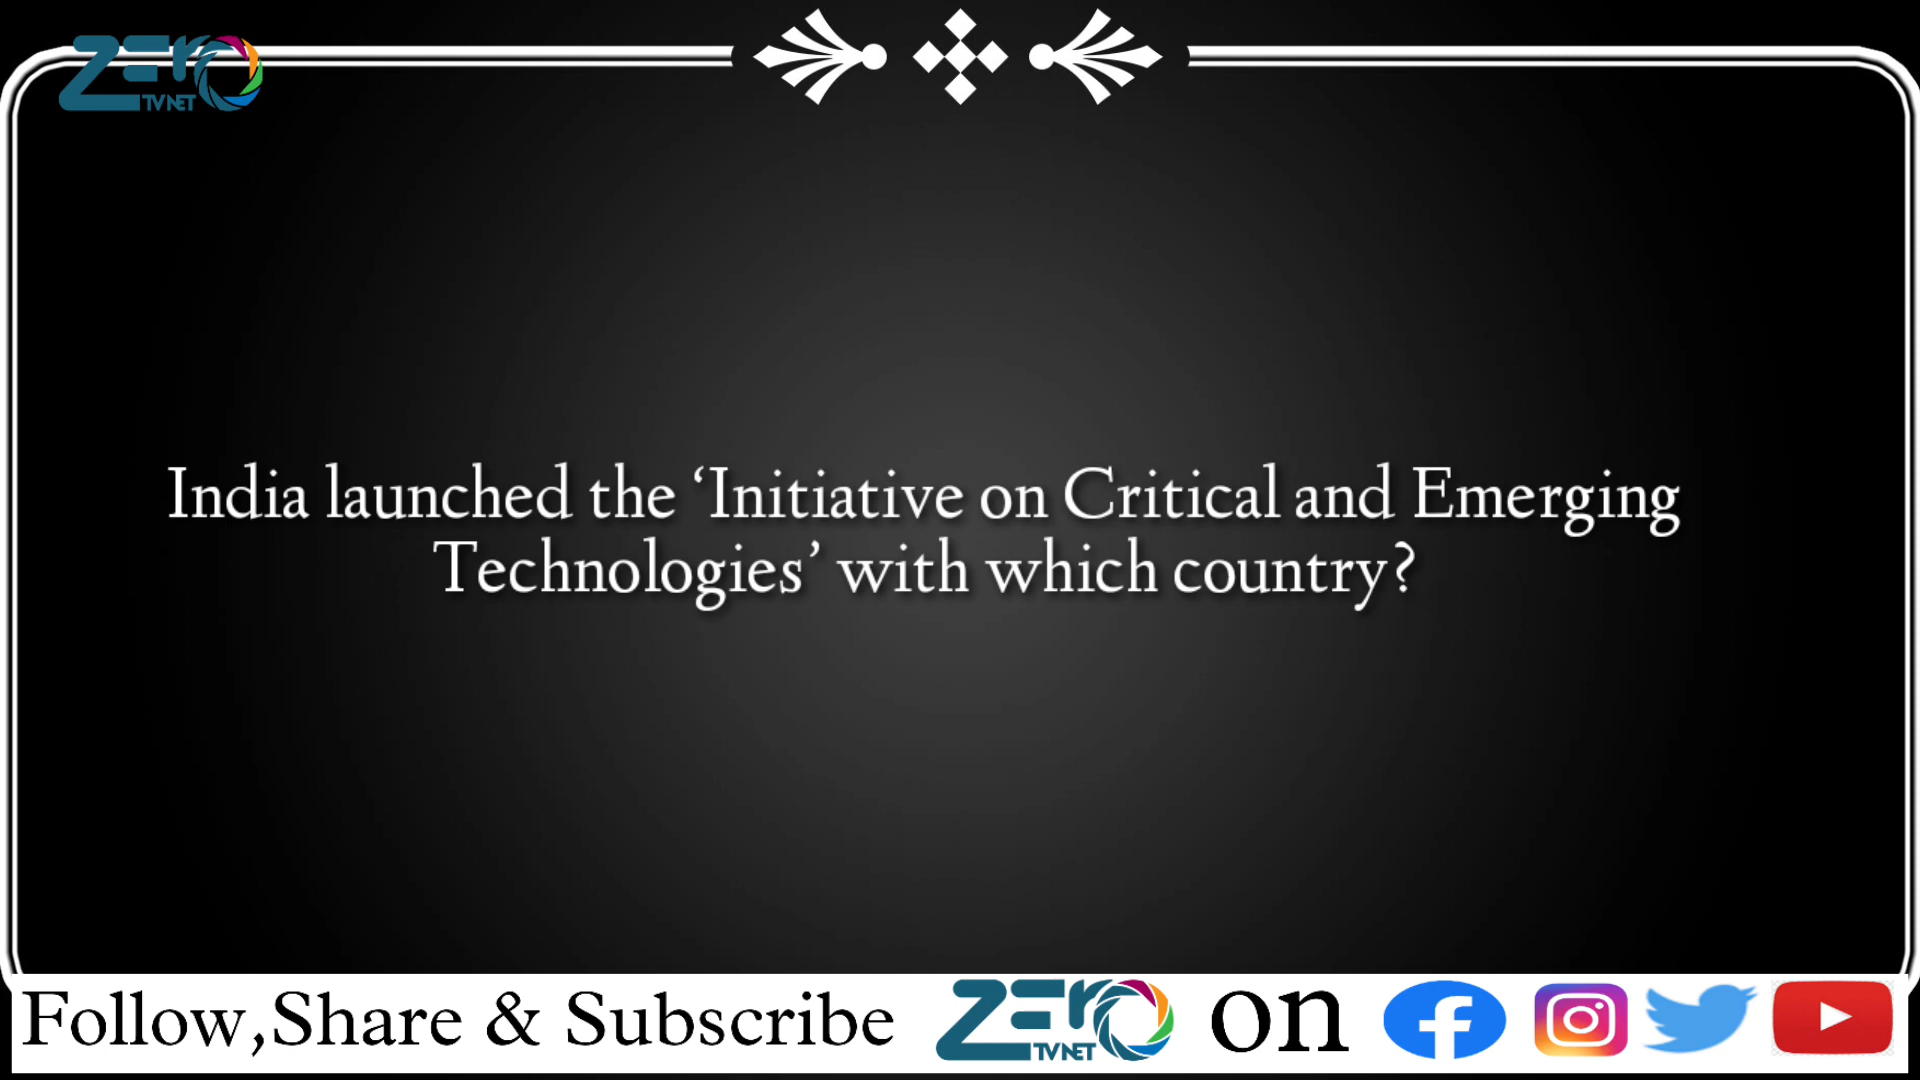 ZERO
TVNET
India launched the ‘Initiative on Critical and Emerging
Technologies’ with which country?
Follow,Share & Subscribe ZERO TVNET on